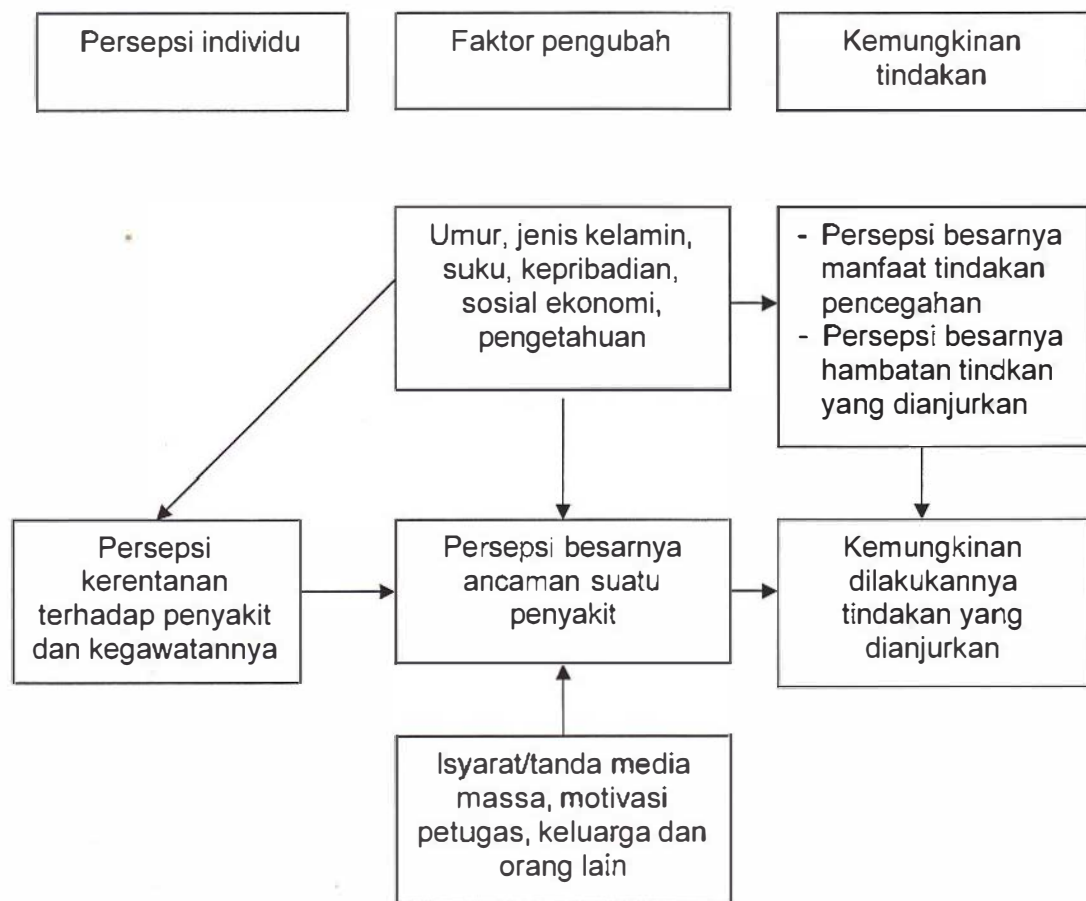 Persepsi individu
Faktor pengubah
Kemungkinan
tindakan
Umur, jenis kelamin,
suku, kepribadian,
sosial ekonomi,
pengetahuan
- Persepsi besarnya
manfaat tindakan
pencegahan
- Persepsi besarnya
hambatan tindkan
yang dianjurkan
Persepsi
kerentanan
terhadap penyakit
dan kegawatannya
Persepsi besarnya
ancaman suatu
penyakit
Kemungkinan
dilakukannya
tindakan yang
dianjurkan
Isyarat/tanda media
massa, motivasi
petugas, keluarga dan
orang lain